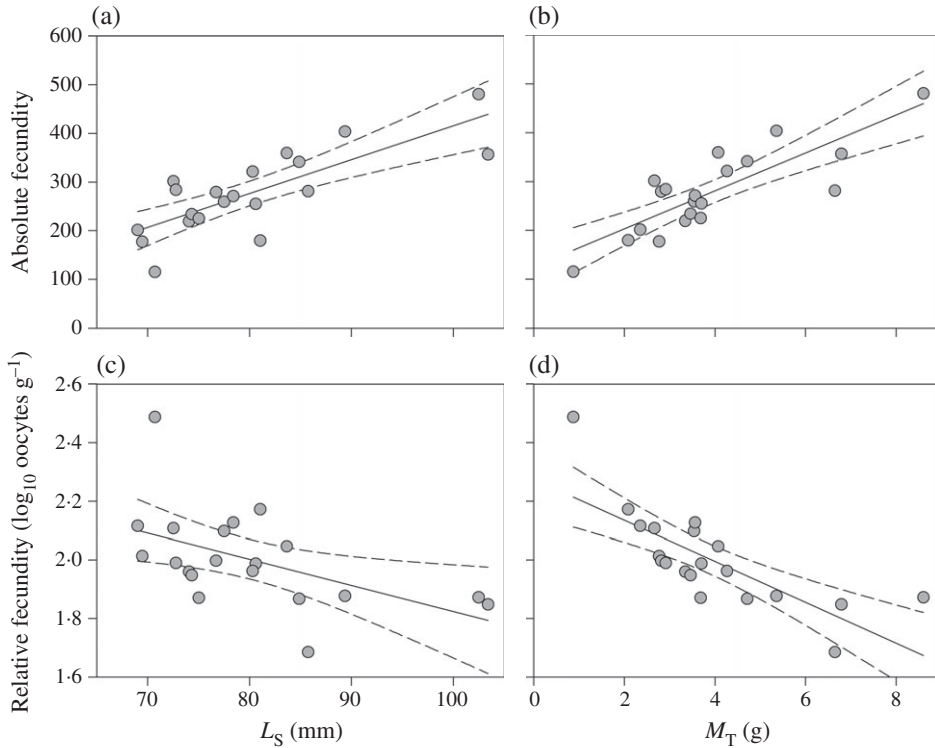 (a)
(b)
Absolute fecundity
600
500
400
300
200
100
0
(c)
(d)
Relative fecundity (log10 oocytes g−1)
2·6
2·4
2·2
2·0
1·8
1·6
70 80 90 100
0 2 4 6 8
LS (mm)
MT (g)